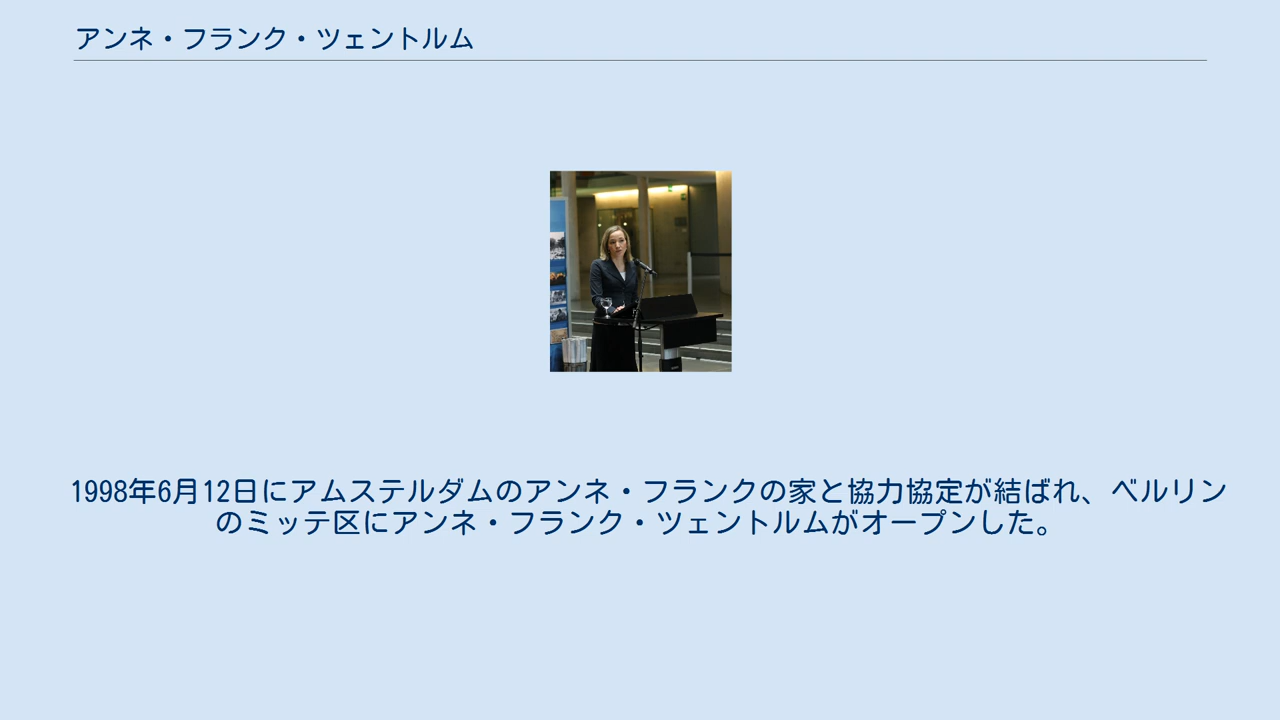 アンネ・フランク・ツェントルム
1998年6月12日にアムステルダムのアンネ・フランクの家と協力協定が結ばれ、ベルリン
のミッテ区にアンネ・フランク・ツェントルムがオープンした。